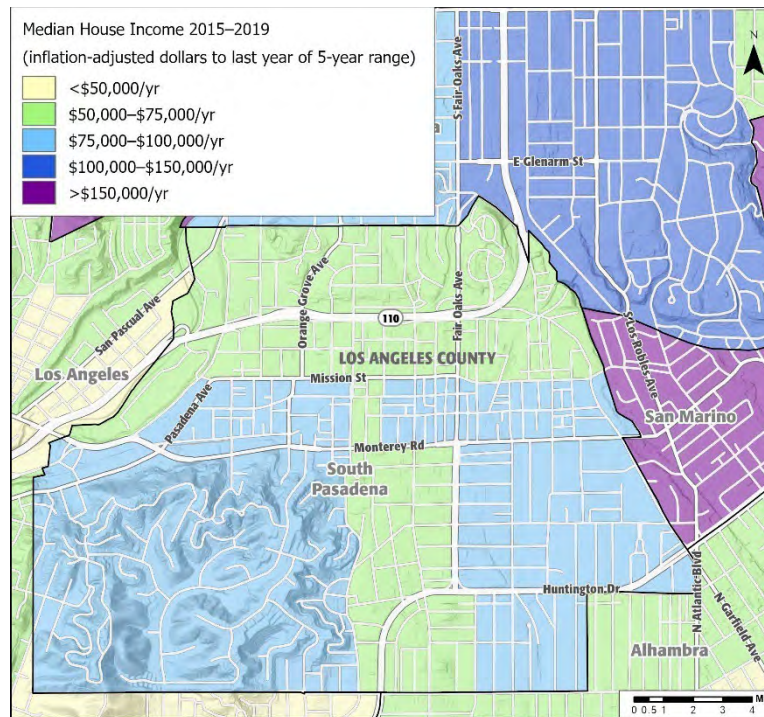 Median House Income 2015–2019
(inflation-adjusted dollars to last year of 5-year range)
<$50,000/yr
$50,000–$75,000/yr
$75,000–$100,000/yr
$100,000–$150,000/yr
>$150,000/yr
S Fair Oaks Ave
N
E Glenarm St
San Pascual Ave
Orange Grove Ave
110
Fair Oaks Ave
S Los Robles Ave
LOS ANGELES COUNTY
Los Angeles
Mission St
Pasadena Ave
San Marino
Monterey Rd
South
Pasadena
Huntington Dr
N Atlantic Blvd
N Garfield Ave
Alhambra
0 0.5 1 2 3 4